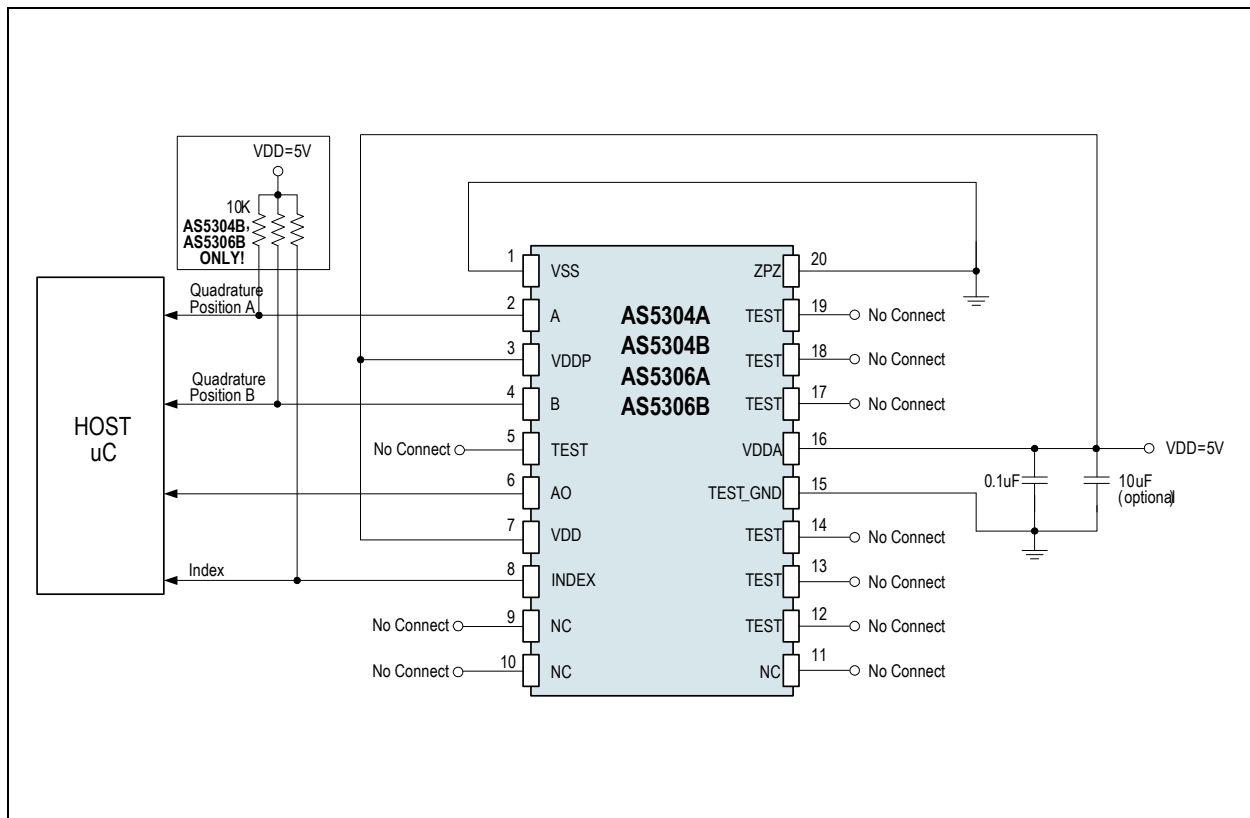 VDD=5V
10K
AS5304B,
AS5306B
ONLY!
HOST
uC
Quadrature
Position A
Quadrature
Position B
Index
No Connect
No Connect
No Connect
1
VSS
2
A
3
VDDP
4
B
5
TEST
6
AO
7
VDD
8
INDEX
9
NC
10
NC
AS5304A
AS5304B
AS5306A
AS5306B
20
ZPZ
19
TEST
No Connect
18
TEST
No Connect
17
TEST
No Connect
16
VDDA
VDD=5V
15
TEST_GND
0.1uF
10uF
(optional)
14
TEST
No Connect
13
TEST
No Connect
12
TEST
No Connect
11
NC
No Connect